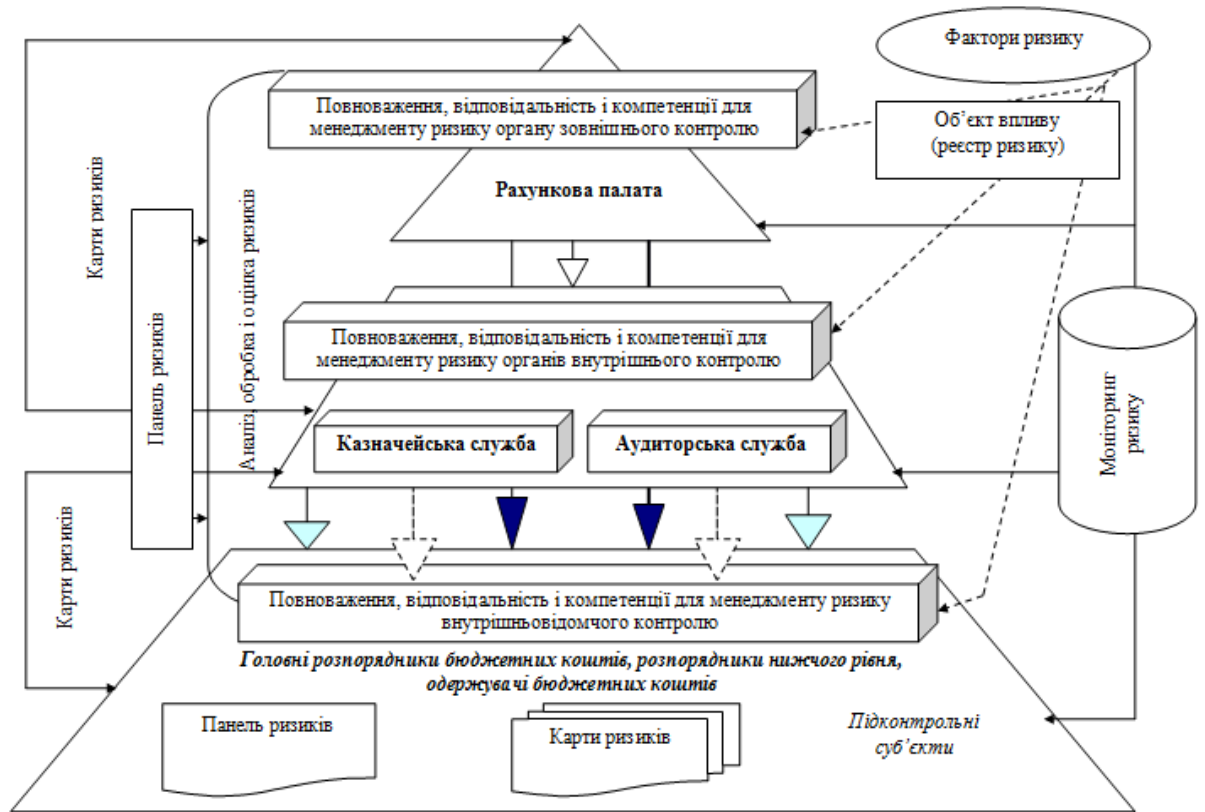 Фактори ризику
Повноваження, відповідальність і компетенції для
менеджменту ризику органу зовнішнього контролю
Об’єкт впливу
(реєстр ризику)
Рахункова палата
Карти ризиків
Панель ризиків
Аналіз, обробка і оцінка ризиків
Повноваження, відповідальність і компетенції для
менеджменту ризику органів внутрішнього контролю
Моніторинг
ризику
Казначейська служба
Аудиторська служба
Карти ризиків
Повноваження, відповідальність і компетенції для менеджменту ризику
внутрішньовідомчого контролю
Головні розпорядники бюджетних коштів, розпорядники нижчого рівня,
одержувачі бюджетних коштів
Панель ризиків
Карти ризиків
Підконтрольні
суб’єкти